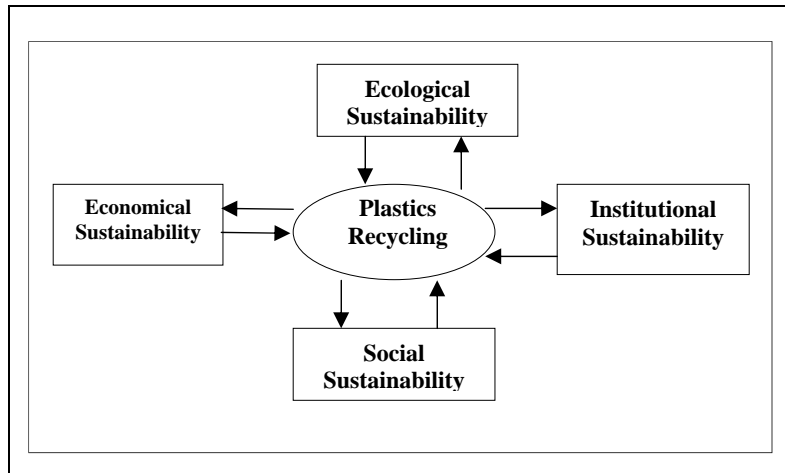 Ecological
Sustainability
Economical
Sustainability
Plastics
Recycling
Institutional
Sustainability
Social
Sustainability